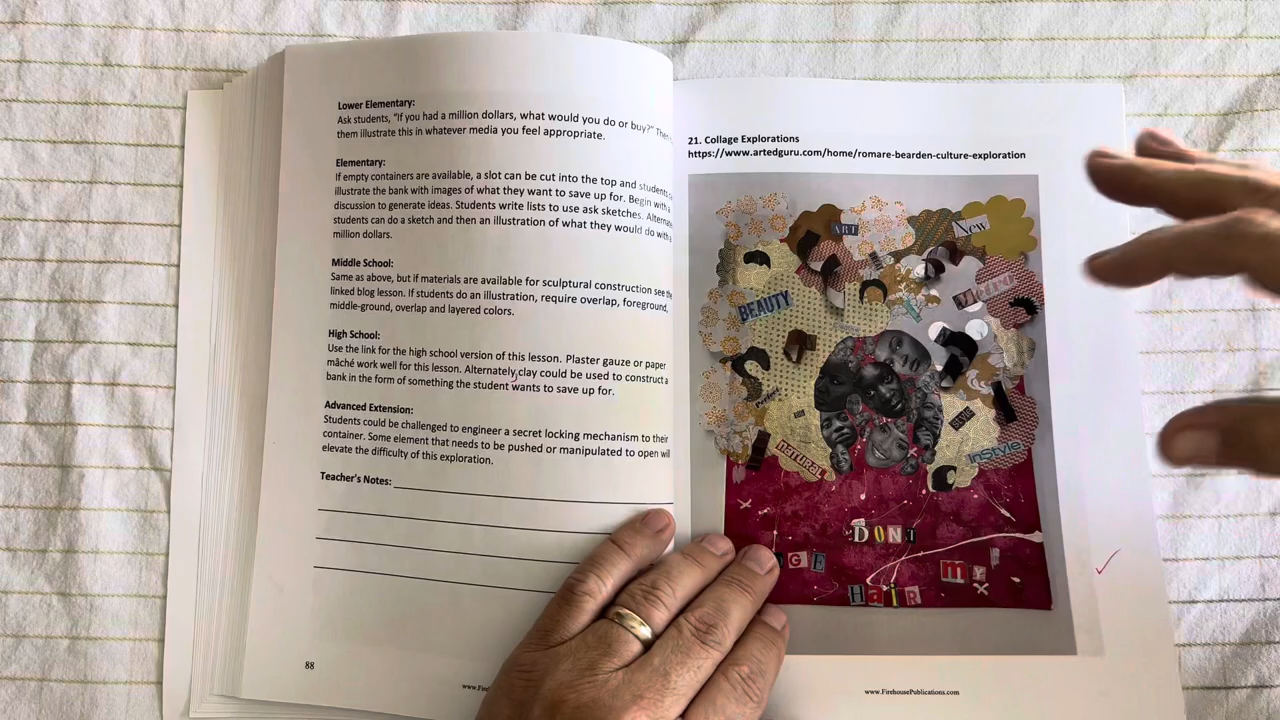 Lower Elementary:
Ask students, "If you had a million dollars, what would you do or buy?" Then
them illustrate this in whatever media you feel appropriate.
Elementary:
If empty containers are available, a slot can be cut into the top and students
illustrate the bank with images of what they want to save up for. Begin with a
discussion to generate ideas. Students write lists to use ask sketches. Alternate
students can do a sketch and then an illustration of what they would do with a
million dollars.
Middle School:
Same as above, but if materials are available for sculptural construction see the
linked blog lesson. If students do an illustration, require overlap, foreground,
middle-ground, overlap and layered colors.
High School:
Use the link for the high school version of this lesson. Plaster gauze or paper
mâché work well for this lesson. Alternately, clay could be used to construct a
bank in the form of something the student wants to save up for.
Advanced Extension:
Students could be challenged to engineer a secret locking mechanism to their
container. Some element that needs to be pushed or manipulated to open will
elevate the difficulty of this exploration.
Teacher's Notes:
88
21. Collage Explorations
https://www.artedguru.com/home/romare-bearden-culture-exploration
ART
New
BEAUTY
Perfect
STYLE
NATURAL
InStyle
DONT
GE
my
Hair
www.FirehousePublications.com